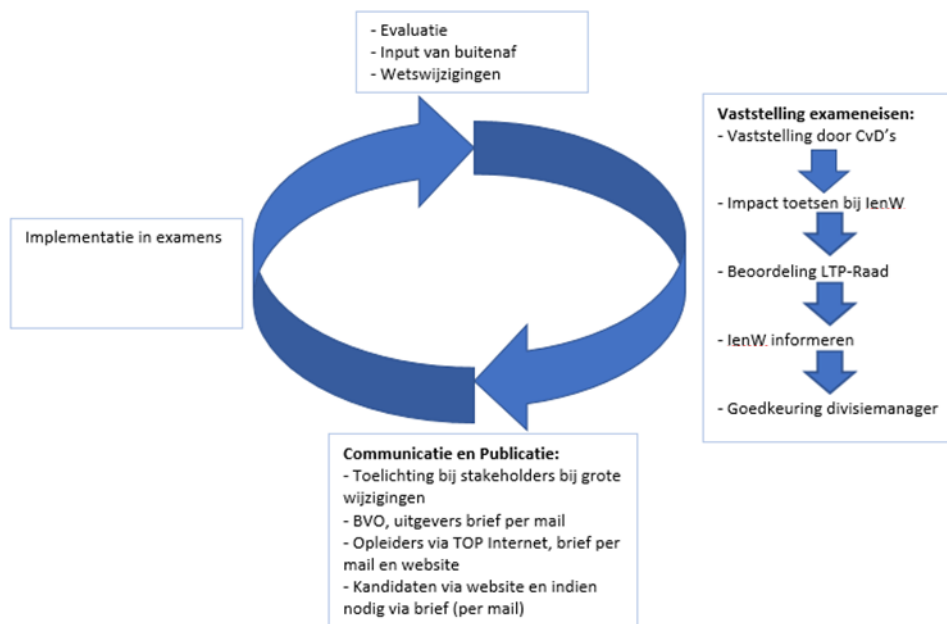 - Evaluatie
- Input van buitenaf
- Wetswijzigingen
Vaststelling exameneisen:
- Vaststelling door CvD's
- Impact toetsen bij IenW
- Beoordeling LTP-Raad
- IenW informeren
- Goedkeuring divisiemanager
Communicatie en Publicatie:
- Toelichting bij stakeholders bij grote
wijzigingen
- BVO, uitgevers brief per mail
- Opleiders via TOP Internet, brief per
mail en website
- Kandidaten via website en indien
nodig via brief (per mail)
Implementatie in examens